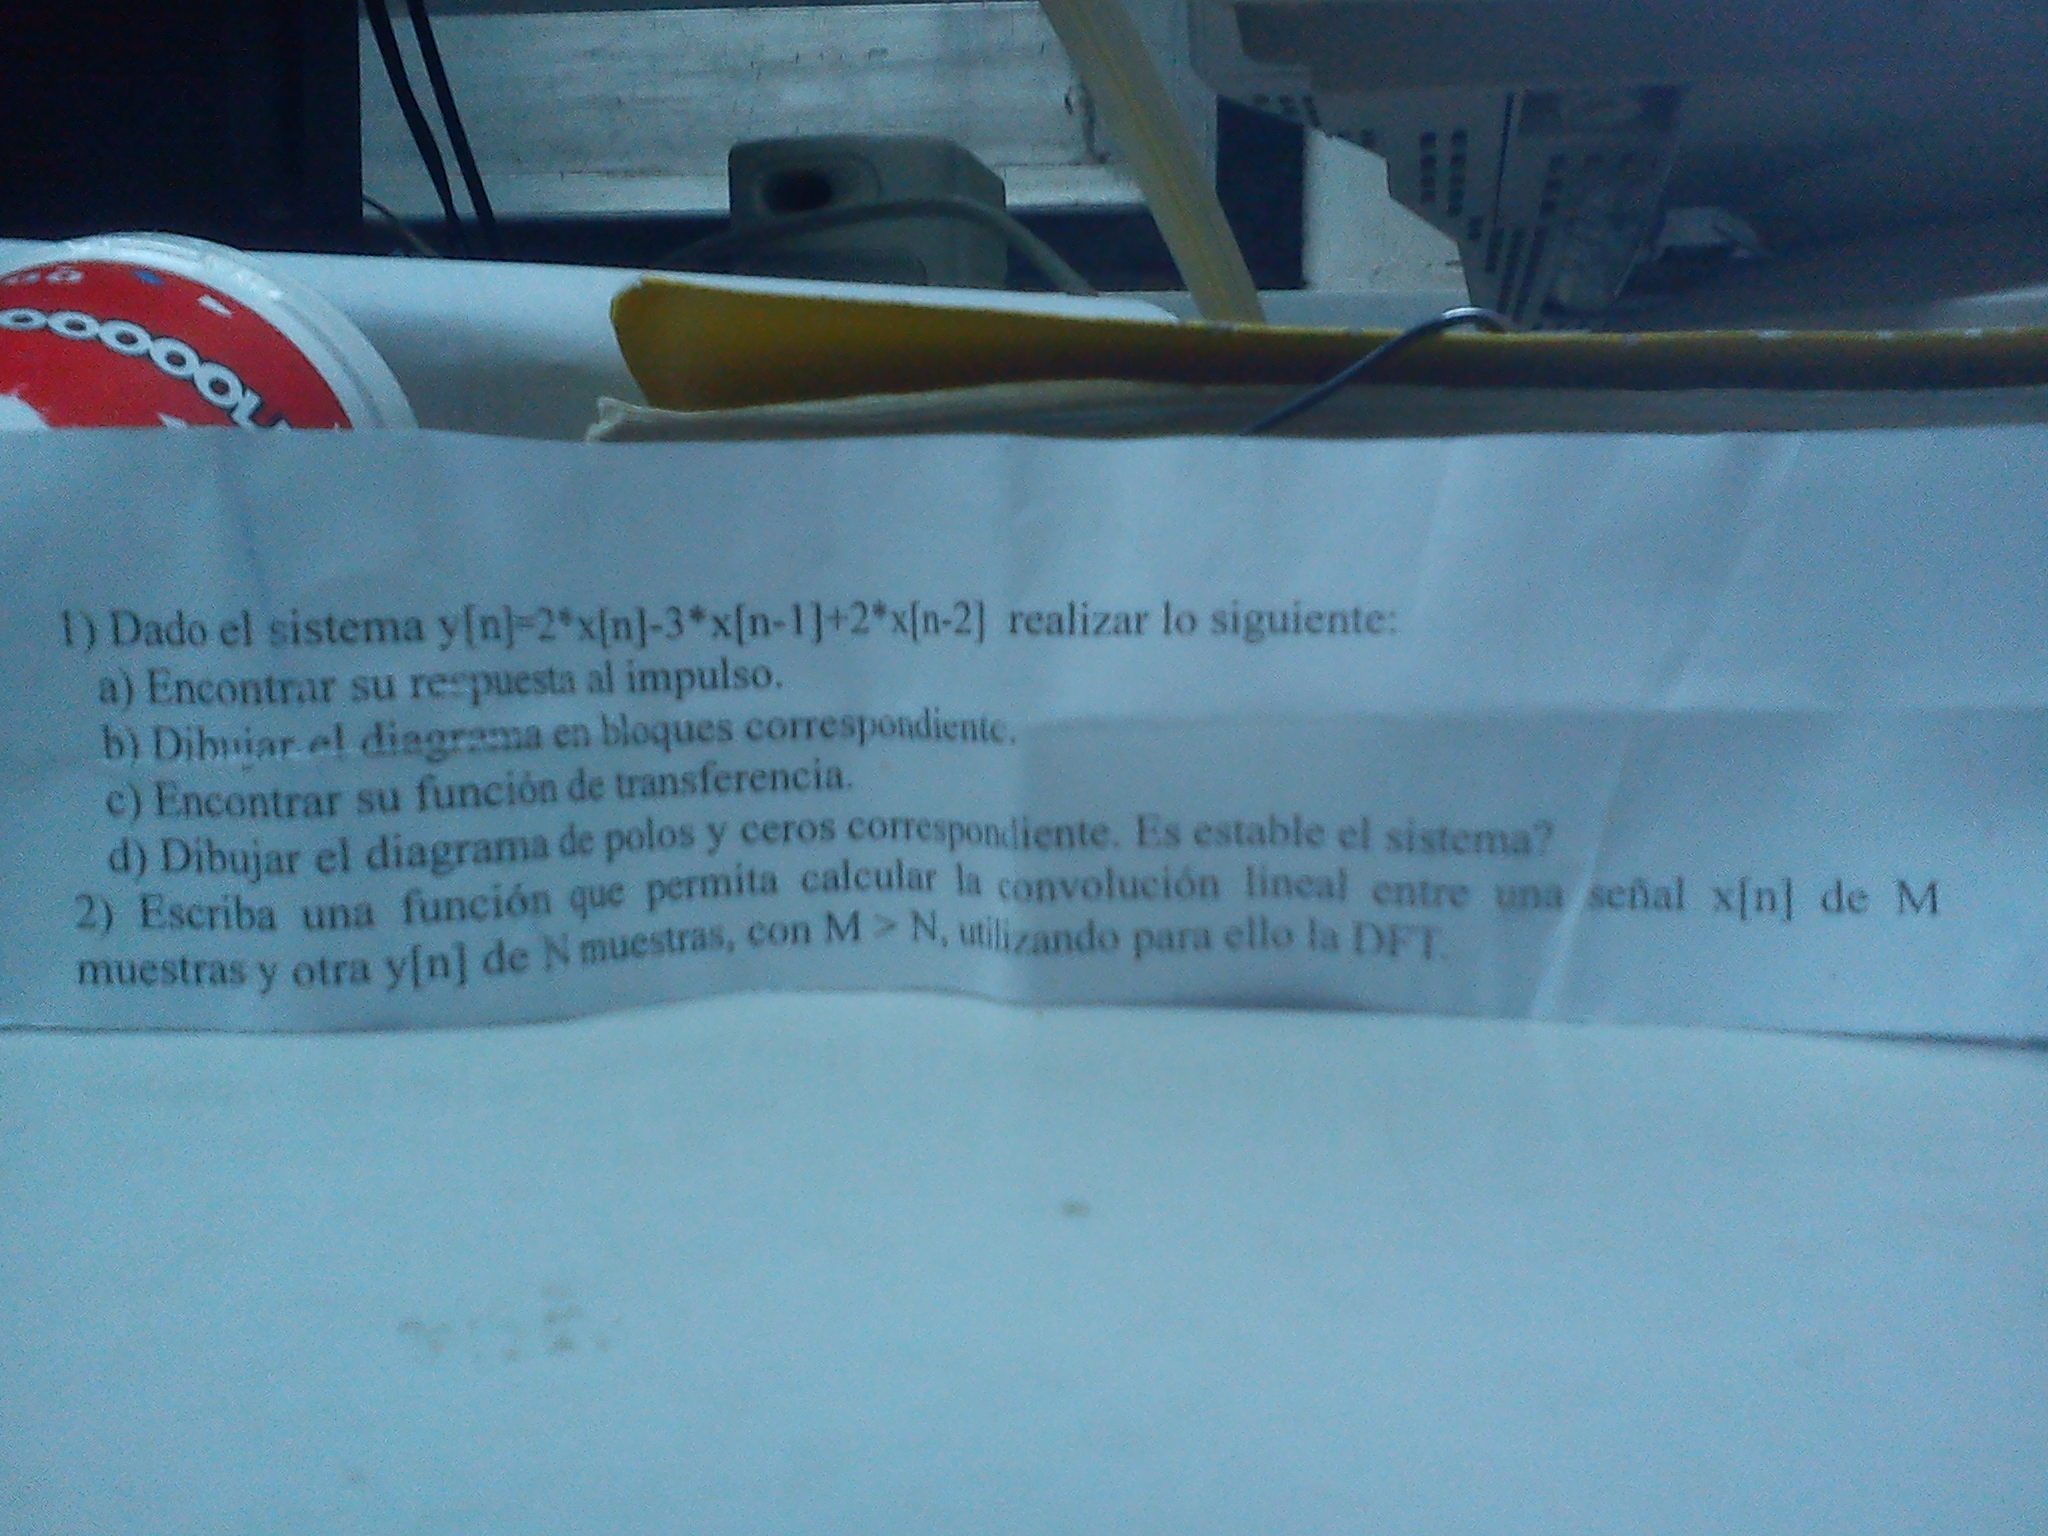 1) Dado el sistema y[n]=2*x[n]-3*x[n-1]+2*x[n-2] realizar lo siguiente:
a) Encontrar su respuesta al impulso.
b) Dibujar el diagrama en bloques correspondiente.
c) Encontrar su función de transferencia.
d) Dibujar el diagrama de polos y ceros correspondiente. Es estable el sistema?
2) Escriba una función que permita calcular la convolución lineal entre una señal x[n] de M
muestras y otra y[n] de N muestras, con M > N, utilizando para ello la DFT.